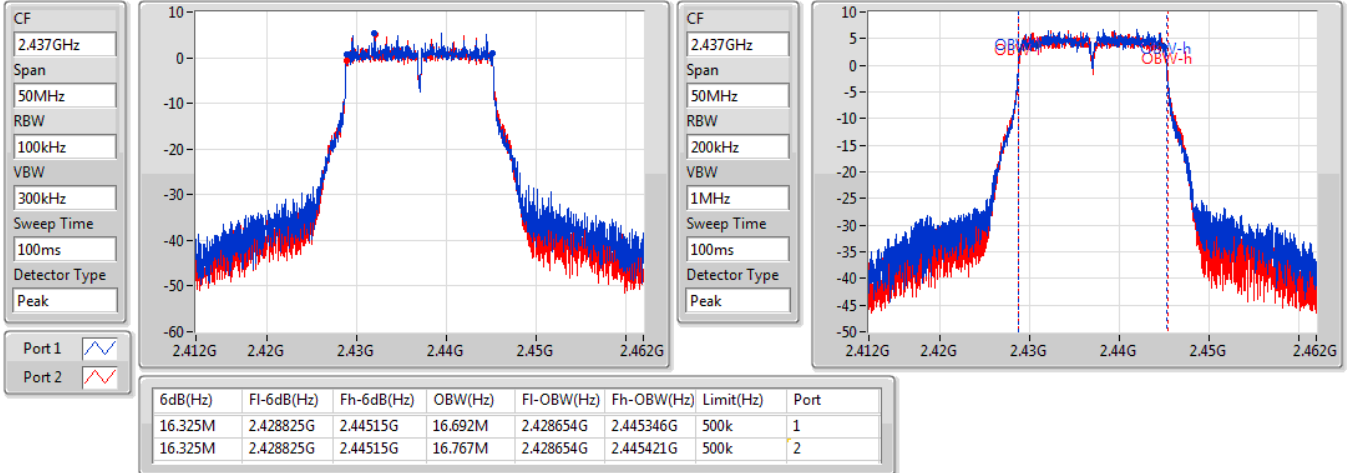 CF
2.437GHz
Span
50MHz
RBW
100kHz
VBW
300kHz
Sweep Time
100ms
Detector Type
Peak
Port 1
Port 2
10
0
-10
-20
-30
-40
-50
-60
2.412G 2.42G 2.43G 2.44G 2.45G 2.462G
CF
2.437GHz
Span
50MHz
RBW
200kHz
VBW
1MHz
Sweep Time
100ms
Detector Type
Peak
10
5
0
-5
-10
-15
-20
-25
-30
-35
-40
-45
-50
OBW-h
OBW-h
2.412G 2.42G 2.43G 2.44G 2.45G 2.462G
6dB(Hz) Fl-6dB(Hz) Fh-6dB(Hz) OBW(Hz) Fl-OBW(Hz) Fh-OBW(Hz) Limit(Hz) Port
16.325M 2.428825G 2.44515G 16.692M 2.428654G 2.445346G 500k 1
16.325M 2.428825G 2.44515G 16.767M 2.428654G 2.445421G 500k 2